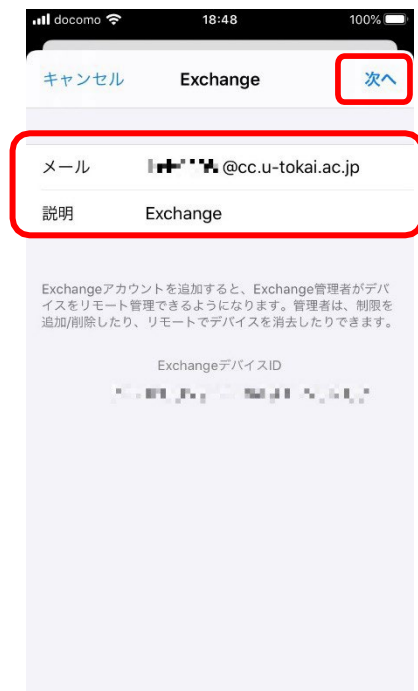 docomo 18:48 100%
キャンセル Exchange 次へ
メール @cc.u-tokai.ac.jp
説明 Exchange
Exchangeアカウントを追加すると、Exchange管理者がデバ
イスをリモート管理できるようになります。管理者は、制限を
追加/削除したり、リモートでデバイスを消去したりできます。
ExchangeデバイスID